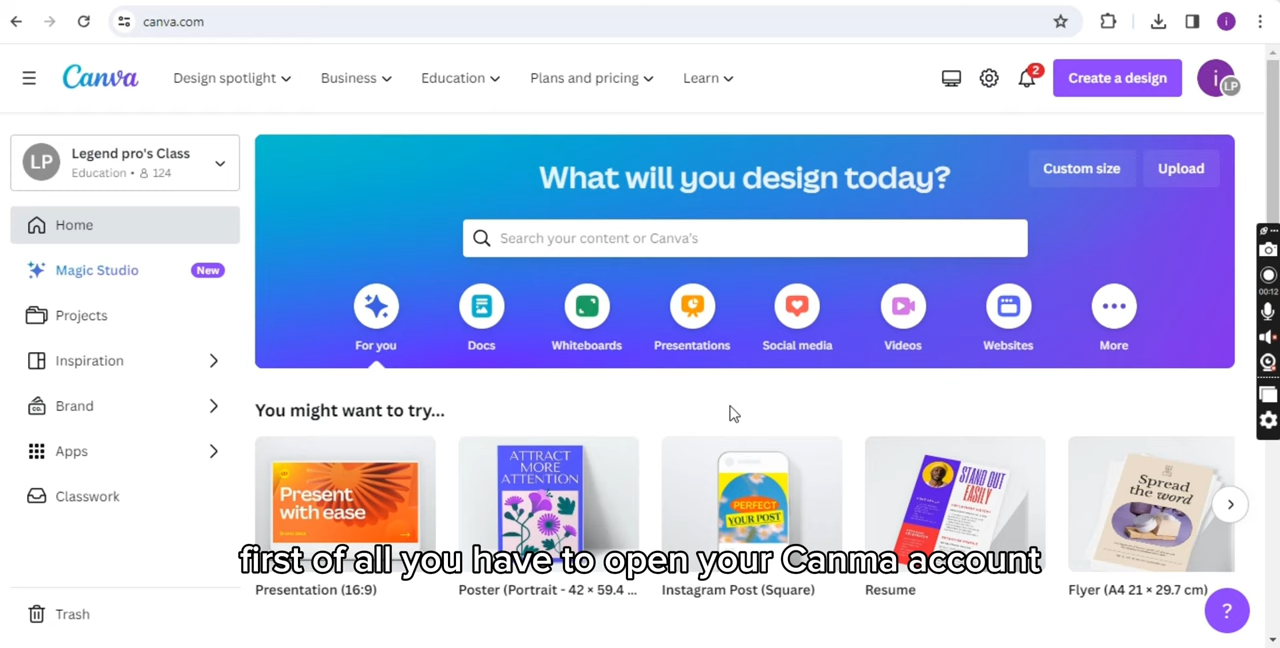 canva.com
Canva Design spotlight Business Education Plans and pricing Learn 2 Create a design i LP
LP Legend pro's Class
Education • 124
What will you design today?
Custom size Upload
Search your content or Canva's
Home
Magic Studio New
Projects
Inspiration
Brand
Apps
Classwork
Trash
For you Docs Whiteboards Presentations Social media Videos Websites More
00:12
You might want to try...
Present
with ease
ATTRACT
MORE
ATTENTION
PERFECT
YOUR POST
STAND OUT
EASILY
Spread
the word
first of all you have to open your Canma account
Presentation (16:9) Poster (Portrait - 42 × 59.4 ... Instagram Post (Square) Resume Flyer (A4 21 × 29.7 cm)
?